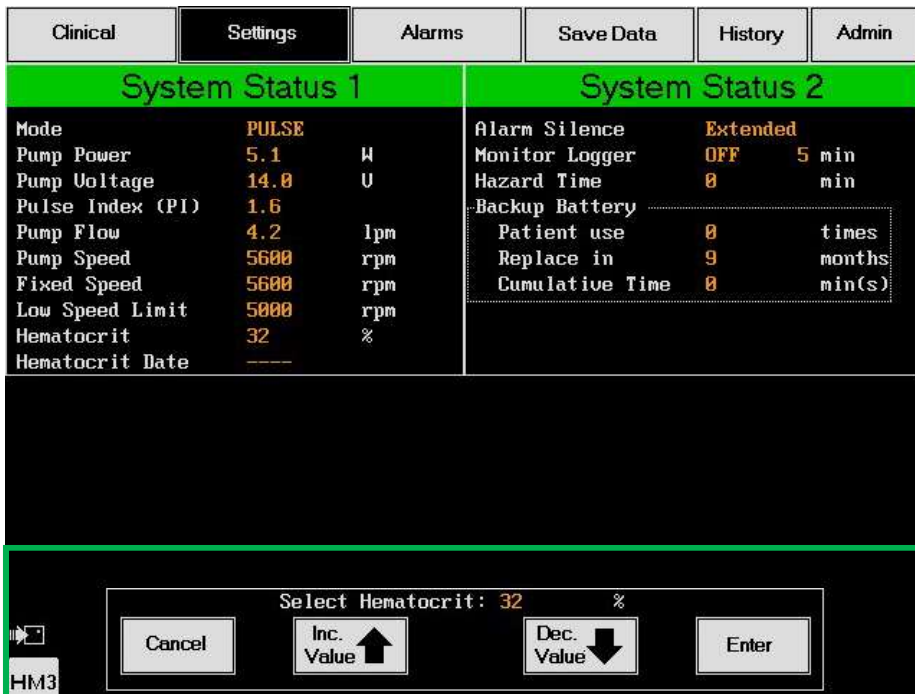 Clinical Settings Alarms Save Data History Admin
System Status 1
Mode PULSE
Pump Power 5.1 W
Pump Voltage 14.0 V
Pulse Index (PI) 1.6
Pump Flow 4.2 lpm
Pump Speed 5600 rpm
Fixed Speed 5600 rpm
Low Speed Limit 5000 rpm
Hematocrit 32 %
Hematocrit Date ----
System Status 2
Alarm Silence Extended
Monitor Logger OFF 5 min
Hazard Time 0 min
Backup Battery
Patient use 0 times
Replace in 9 months
Cumulative Time 0 min(s)
Select Hematocrit: 32 %
Cancel
Inc.
Value
Dec.
Value
Enter
HM3